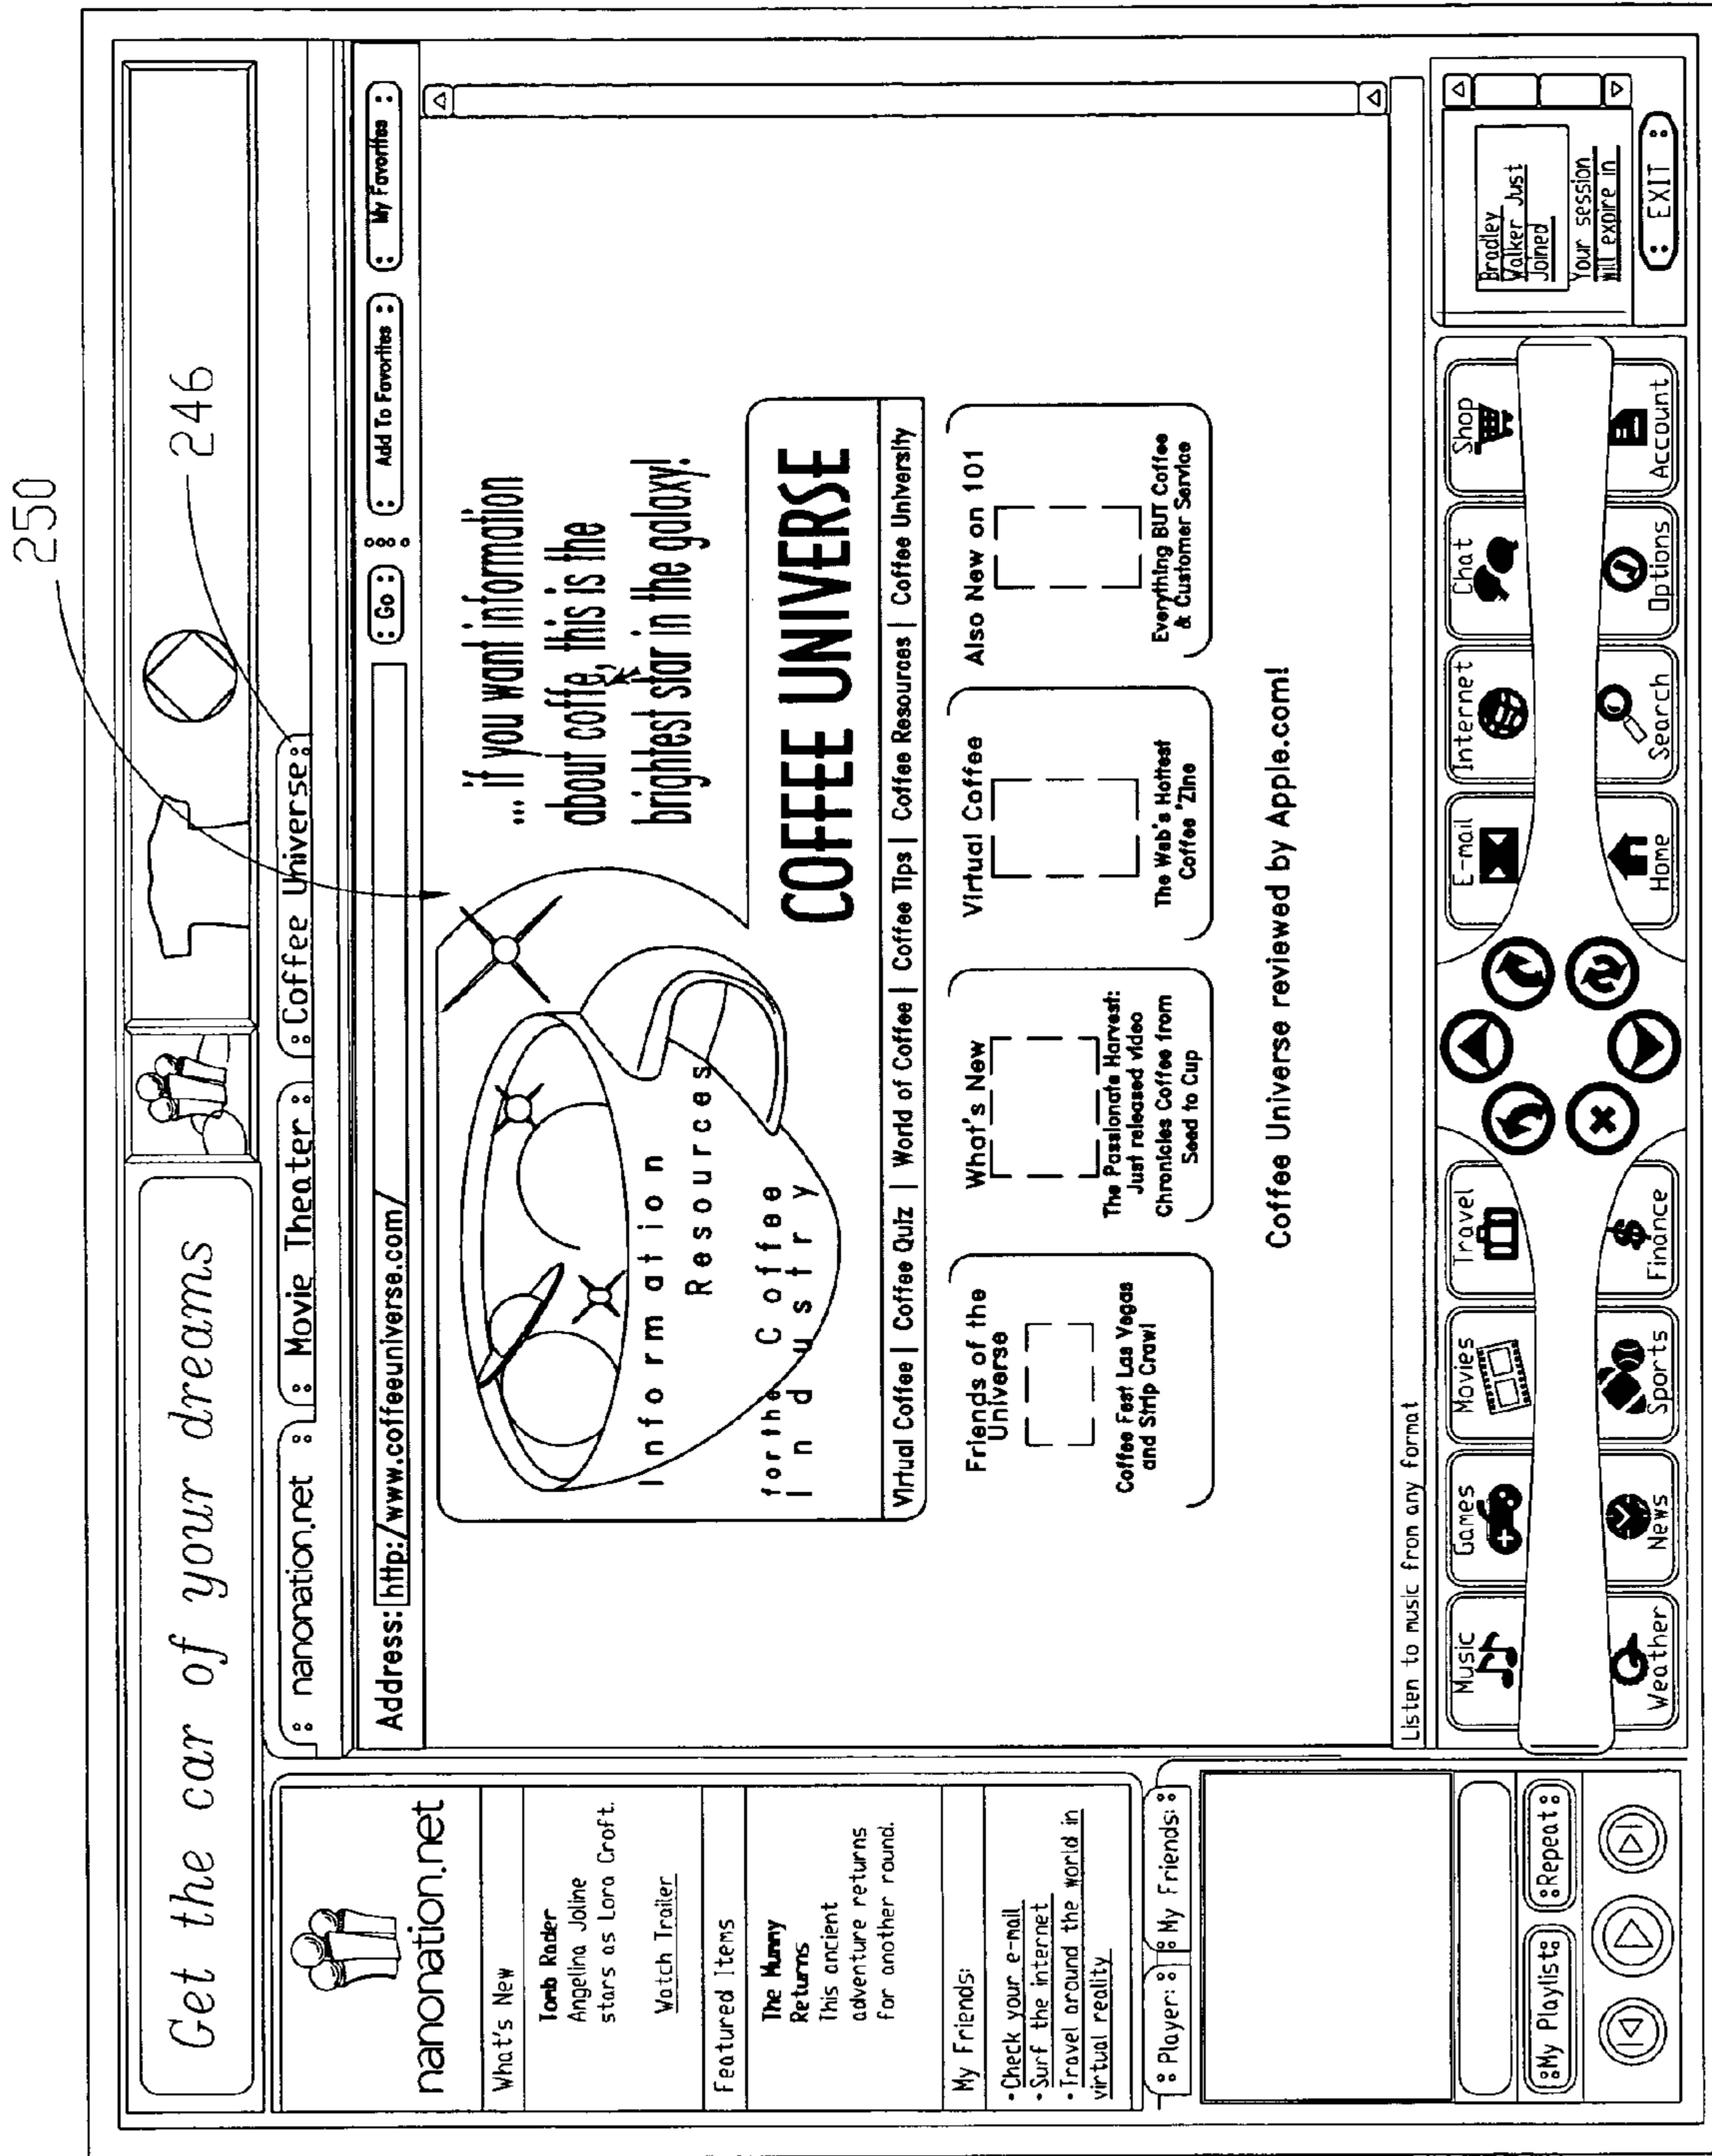 250
246
Get the car of your dreams
nanonation.net
Movie Theater
Coffee Universe
Address: http:/www.coffeeuniverse.com/
Go
Add To Favorites
My Favorites
nanonation.net
What's New
Tomb Rader
Angelina Joline
stars as Lora Croft.
Watch Trailer
Featured Items
The Mummy
Returns
This ancient
adventure returns
for another round.
My Friends:
• Check your e-mail
• Surf the internet
• Travel around the world in
virtual reality
Player:
My Friends:
My Playlist
Repeat
Information
Resources
for the Coffee
Industry
... if you want information
about coffe, this is the
brightest star in the galaxy!
COFFEE UNIVERSE
Virtual Coffee | Coffee Quiz | World of Coffee | Coffee Tips | Coffee Resources | Coffee University
Friends of the
Universe
Coffee Fest Las Vegas
and Strip Crawl
What's New
The Passionate Harvest:
Just released video
Chronicles Coffee from
Seed to Cup
Virtual Coffee
The Web's Hottest
Coffee 'Zine
Also New on 101
Everything BUT Coffee
& Customer Service
Coffee Universe reviewed by Apple.com!
Listen to music from any format
Music
Games
Movies
Travel
E-mail
Internet
Chat
Shop
Weather
News
Sports
Finance
Home
Search
Options
Account
Bradley
Walker Just
Joined
Your session
will expire in
EXIT